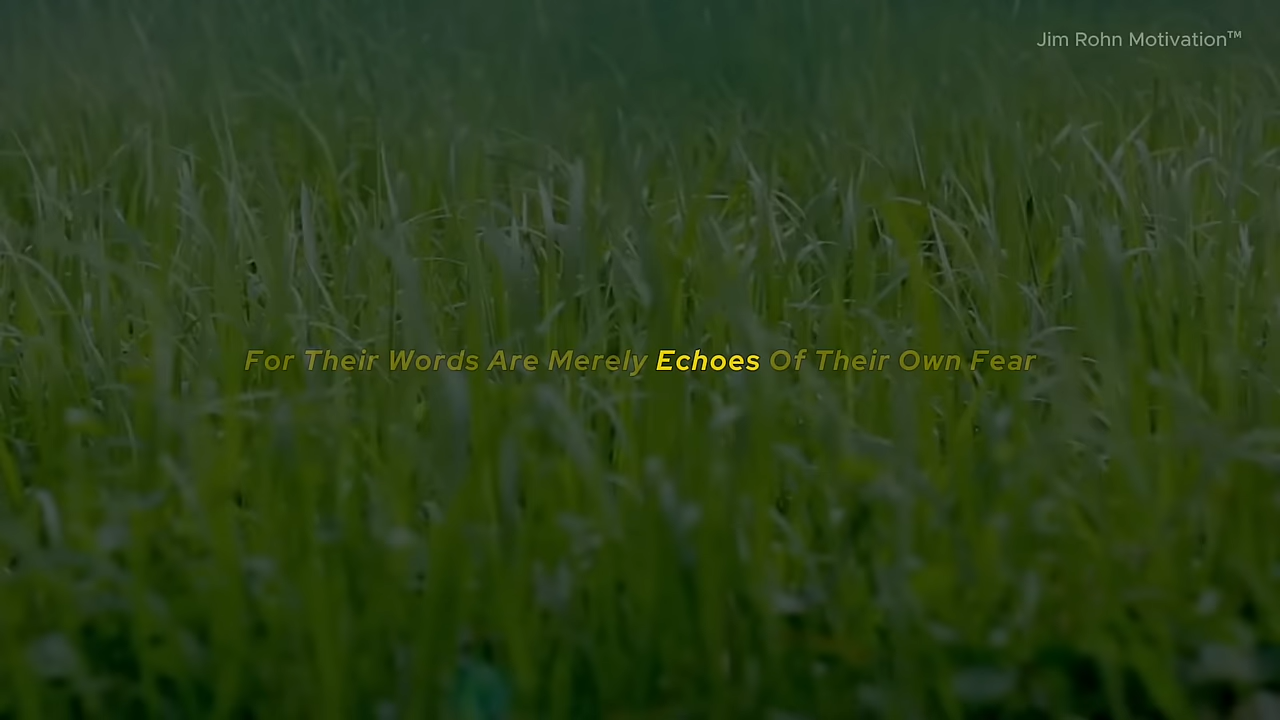 Jim Rohn Motivation™
For Their Words Are Merely Echoes Of Their Own Fear